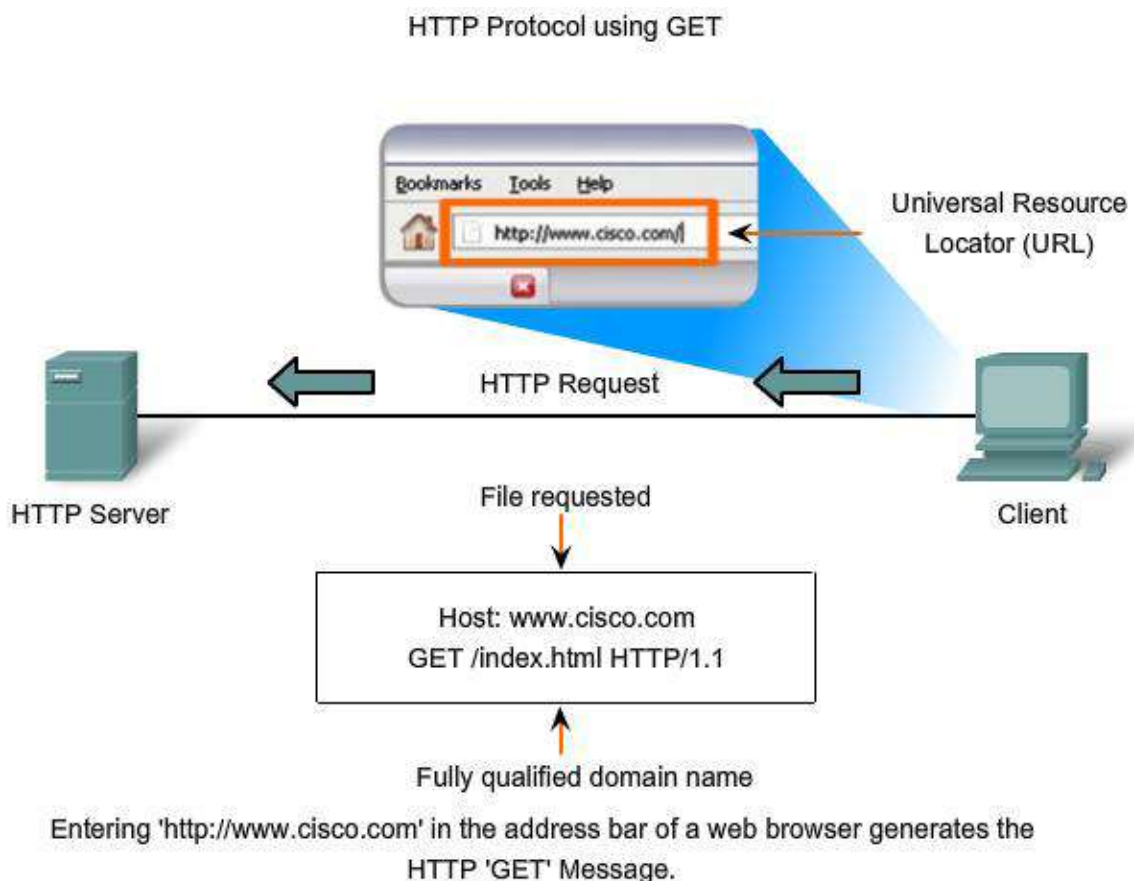 HTTP Protocol using GET
Bookmarks Tools Help
http://www.cisco.com/
Universal Resource
Locator (URL)
HTTP Request
HTTP Server
Client
File requested
Host: www.cisco.com
GET /index.html HTTP/1.1
Fully qualified domain name
Entering 'http://www.cisco.com' in the address bar of a web browser generates the
HTTP 'GET' Message.